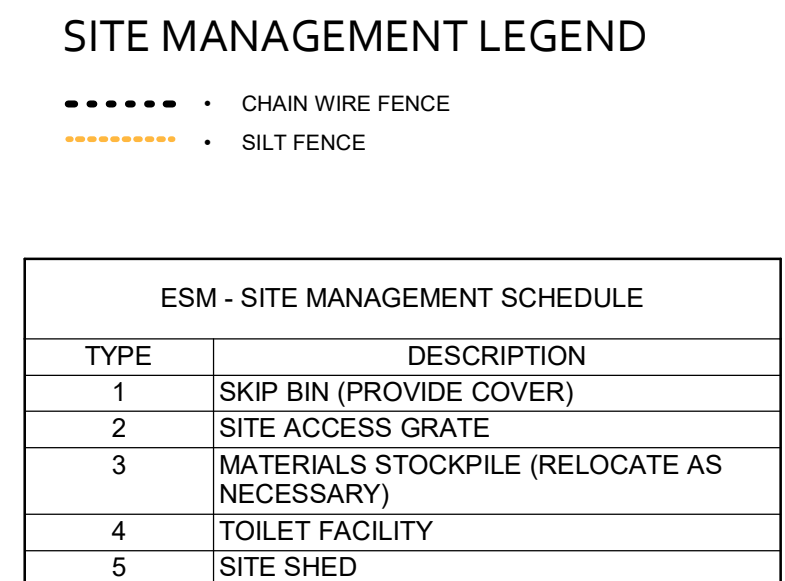 SITE MANAGEMENT LEGEND
• CHAIN WIRE FENCE
• SILT FENCE
ESM - SITE MANAGEMENT SCHEDULE
TYPE DESCRIPTION
1 SKIP BIN (PROVIDE COVER)
2 SITE ACCESS GRATE
3 MATERIALS STOCKPILE (RELOCATE AS
NECESSARY)
4 TOILET FACILITY
5 SITE SHED